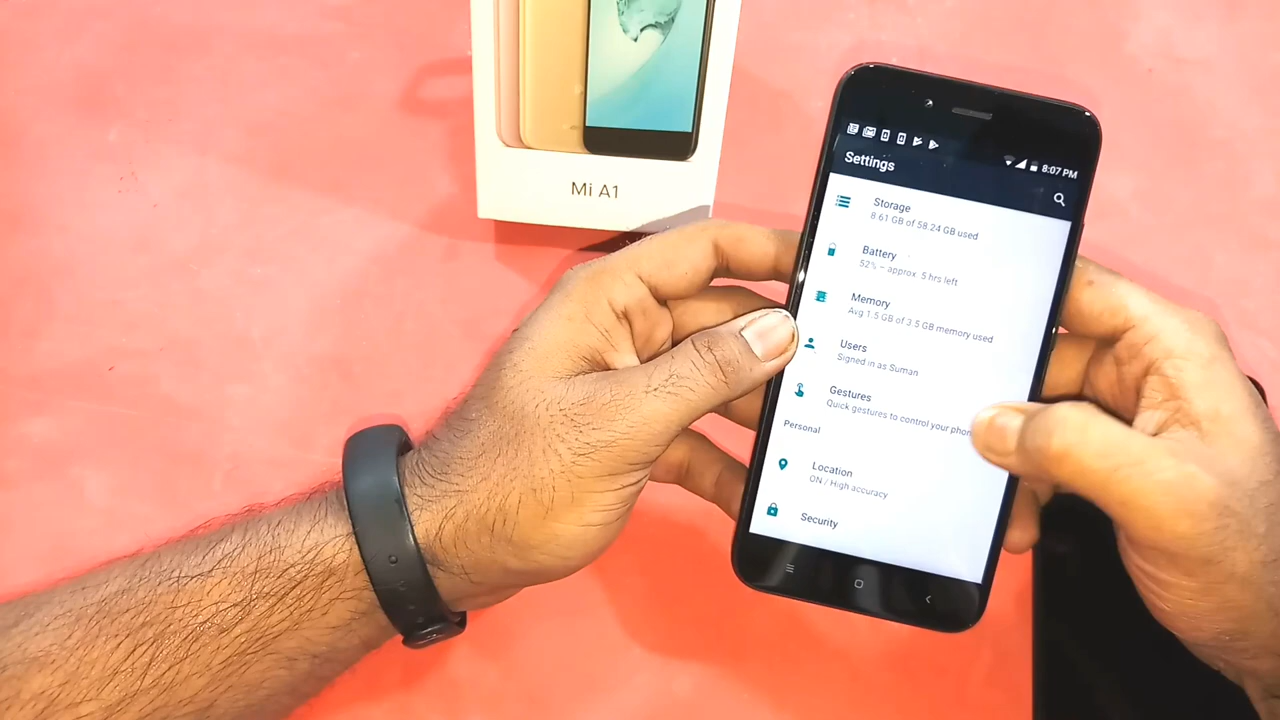 Mi A1
8:07 PM
Settings
Storage
8.61 GB of 58.24 GB used
Battery
52% – approx. 5 hrs left
Memory
Avg 1.5 GB of 3.5 GB memory used
Users
Signed in as Suman
Gestures
Quick gestures to control your phon
Personal
Location
ON / High accuracy
Security